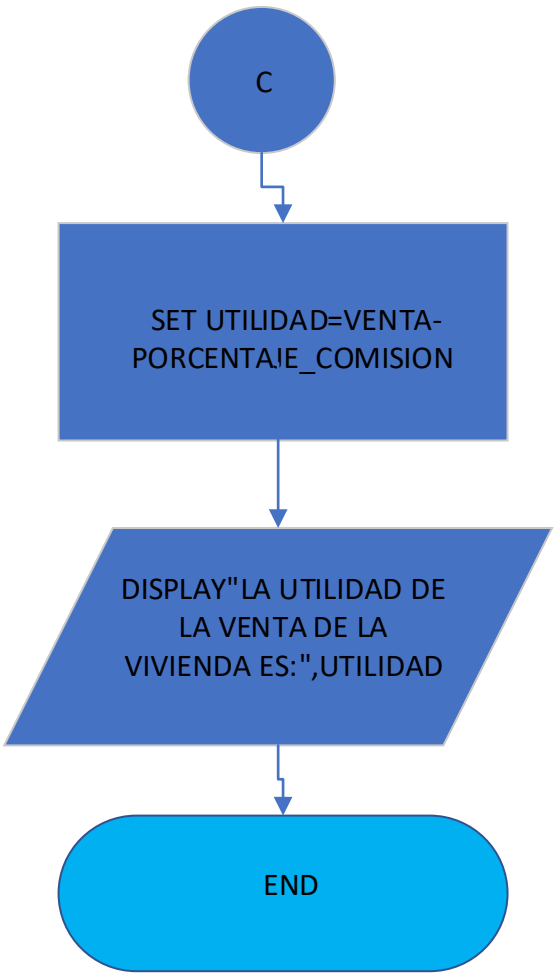 C
SET UTILIDAD=VENTA-
PORCENTAJE_COMISION
DISPLAY"LA UTILIDAD DE
LA VENTA DE LA
VIVIENDA ES:",UTILIDAD
END